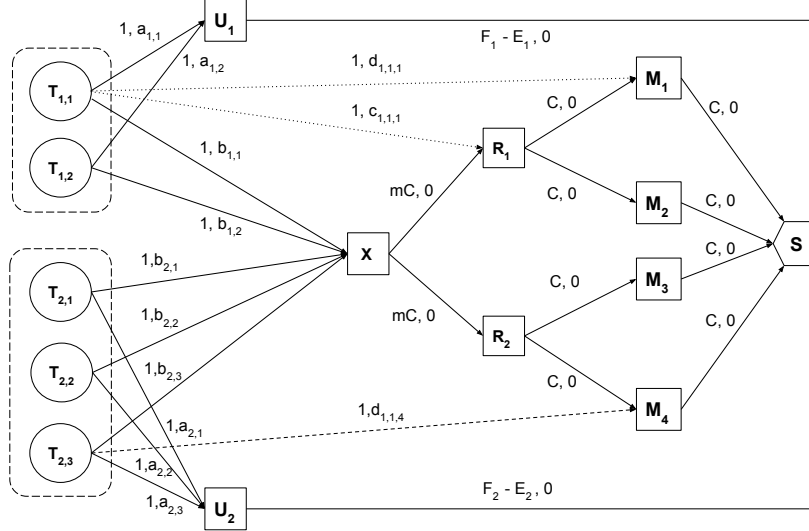 1, a1,1
U1
F1 - E1, 0
1, a1,2
T1,1
1, d1,1,1
M1
C, 0
C, 0
1, c1,1,1
R1
1, b1,1
T1,2
C, 0
M2
mC, 0
C, 0
1, b1,2
X
S
C, 0
1,b2,1
T2,1
C, 0
M3
mC, 0
1,b2,2
C, 0
R2
T2,2
1,b2,3
C, 0
1,d1,1,4
M4
1,a2,1
T2,3
1,a2,2
F2 - E2, 0
1,a2,3
U2